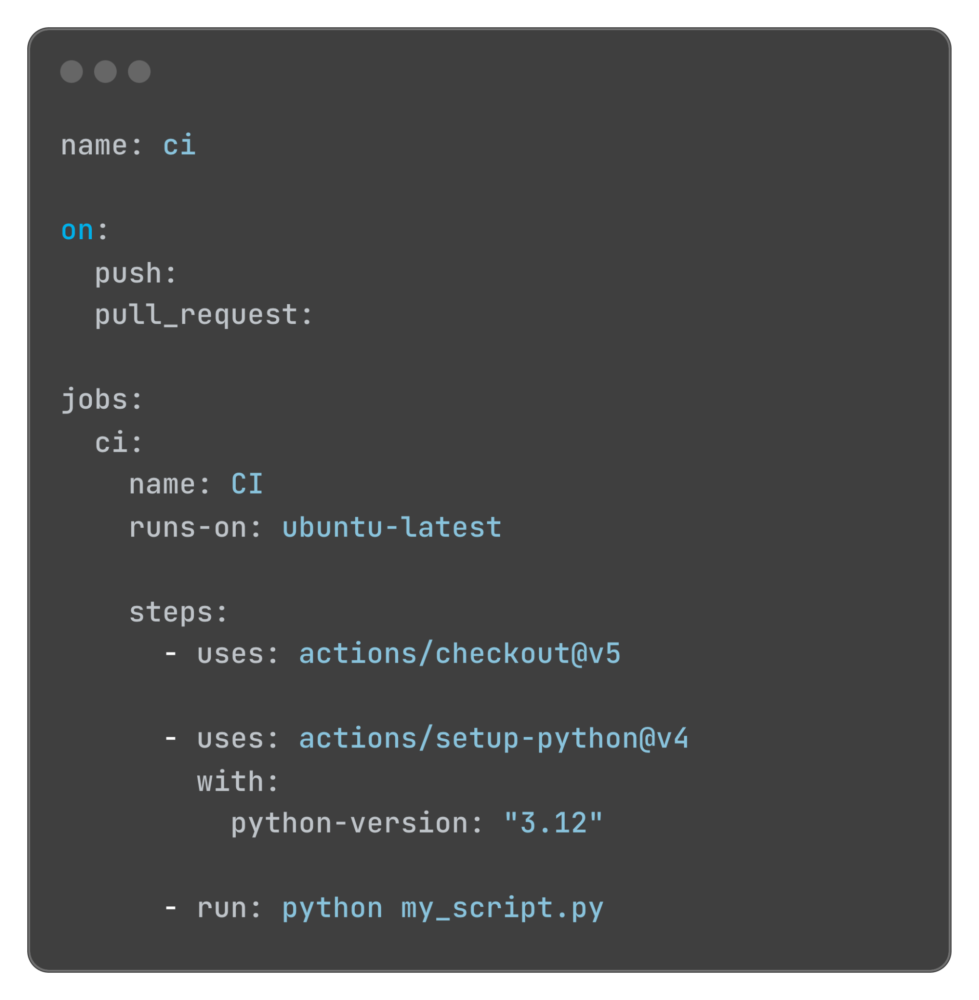 name: ci
on:
  push:
  pull_request:
jobs:
  ci:
    name: CI
    runs-on: ubuntu-latest
    steps:
      - uses: actions/checkout@v5
      - uses: actions/setup-python@v4
        with:
          python-version: "3.12"
      - run: python my_script.py